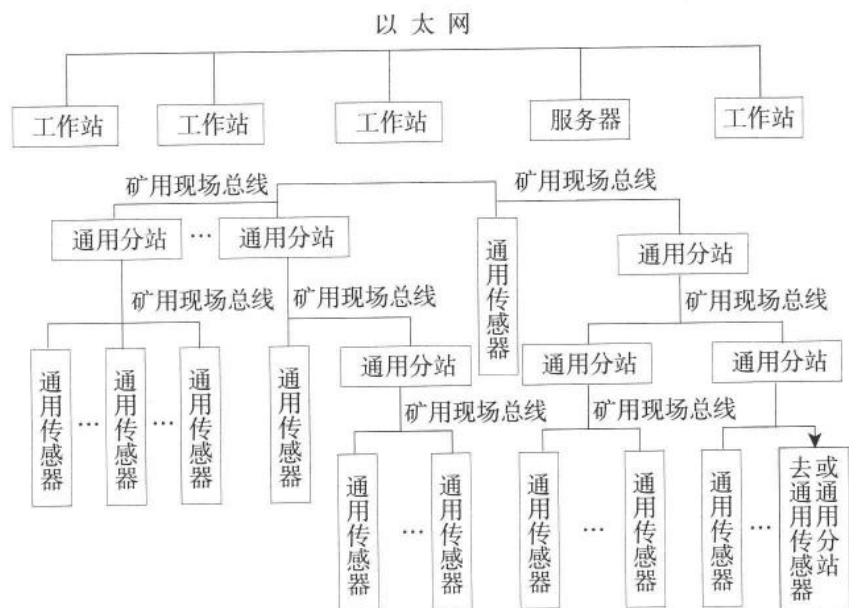 以太网
工作站
工作站
工作站
服务器
工作站
矿用现场总线
矿用现场总线
通用分站
…
通用分站
通用传感器
通用分站
矿用现场总线
矿用现场总线
矿用现场总线
通用传感器
…
通用传感器
…
通用传感器
通用传感器
通用分站
通用分站
通用分站
矿用现场总线
矿用现场总线
通用传感器
…
通用传感器
通用传感器
…
通用传感器
通用传感器
…
去通用传感器
或通用分站